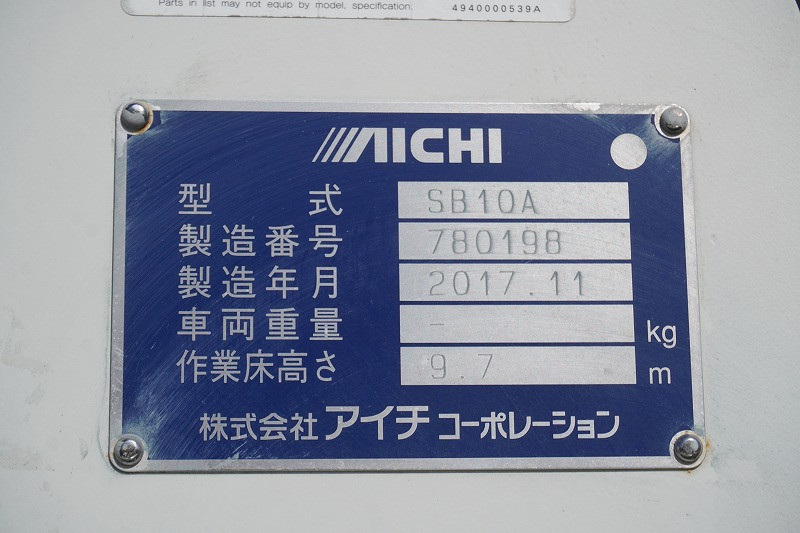 Parts in list may not equip by model, specification. 4940000539A
AICHI
型式 SB10A
製造番号 780198
製造年月 2017.11
車両重量 - kg
作業床高さ 9.7 m
株式会社アイチコーポレーション